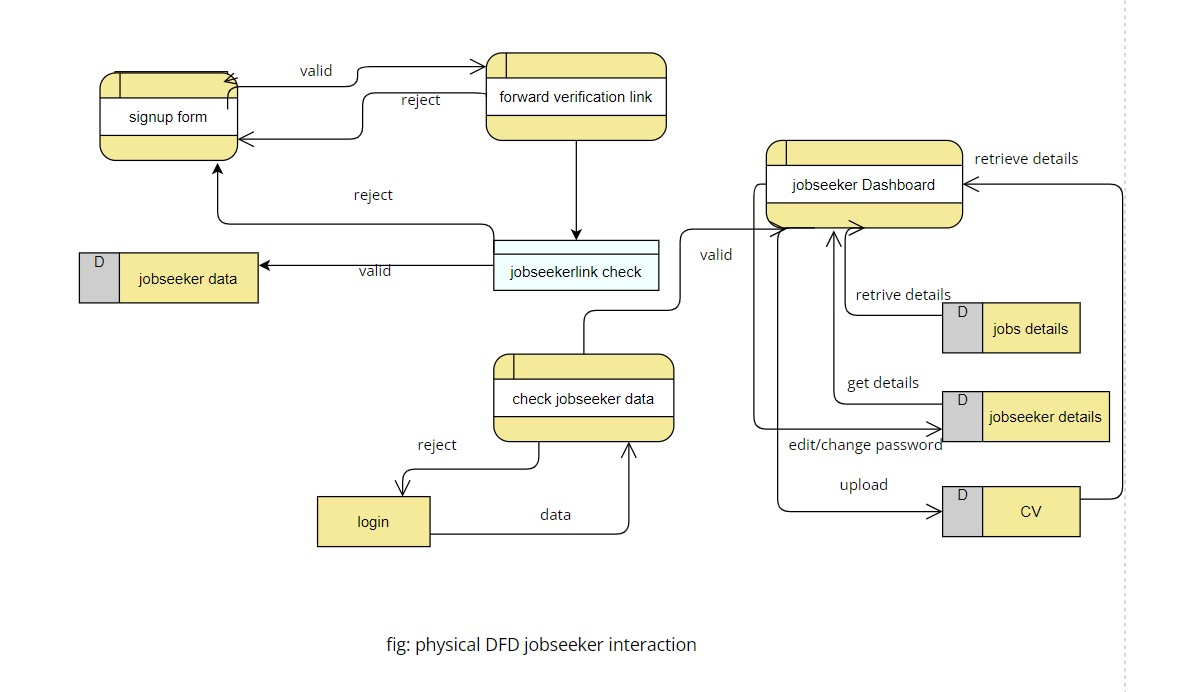 valid
forward verification link
reject
signup form
retrieve details
jobseeker Dashboard
reject
valid
jobseekerlink check
D
jobseeker data
valid
retrive details
D
jobs details
get details
D
jobseeker details
check jobseeker data
reject
edit/change password
upload
D
CV
login
data
fig: physical DFD jobseeker interaction